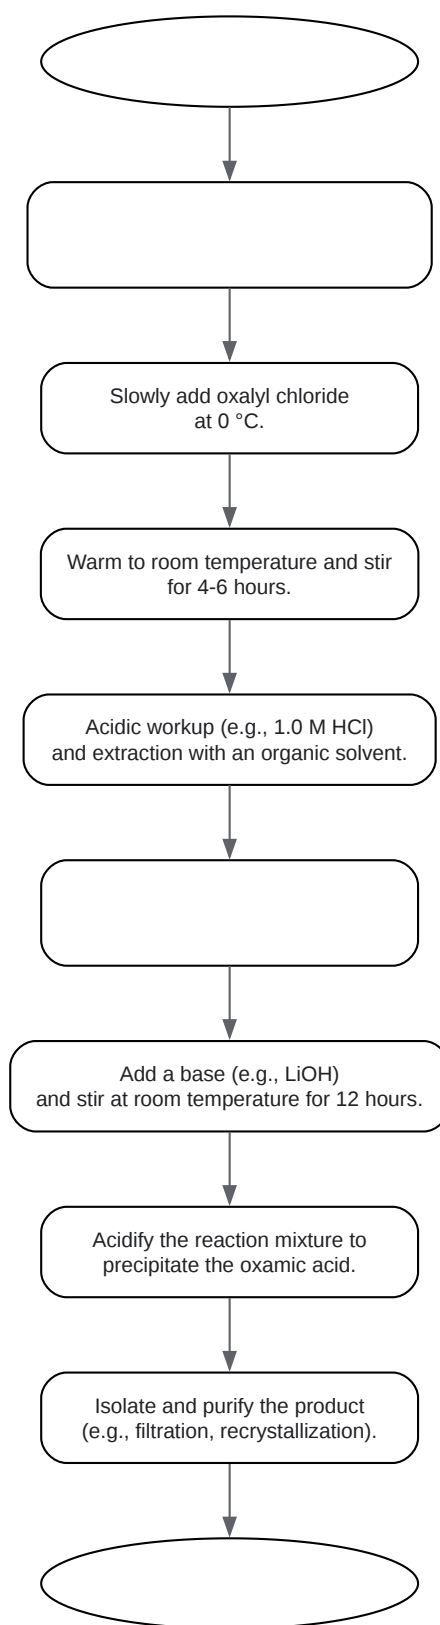 Slowly add oxalyl chloride
at 0 °C.
Warm to room temperature and stir
for 4-6 hours.
Acidic workup (e.g., 1.0 M HCl)
and extraction with an organic solvent.
Add a base (e.g., LiOH)
and stir at room temperature for 12 hours.
Acidify the reaction mixture to
precipitate the oxamic acid.
Isolate and purify the product
(e.g., filtration, recrystallization).